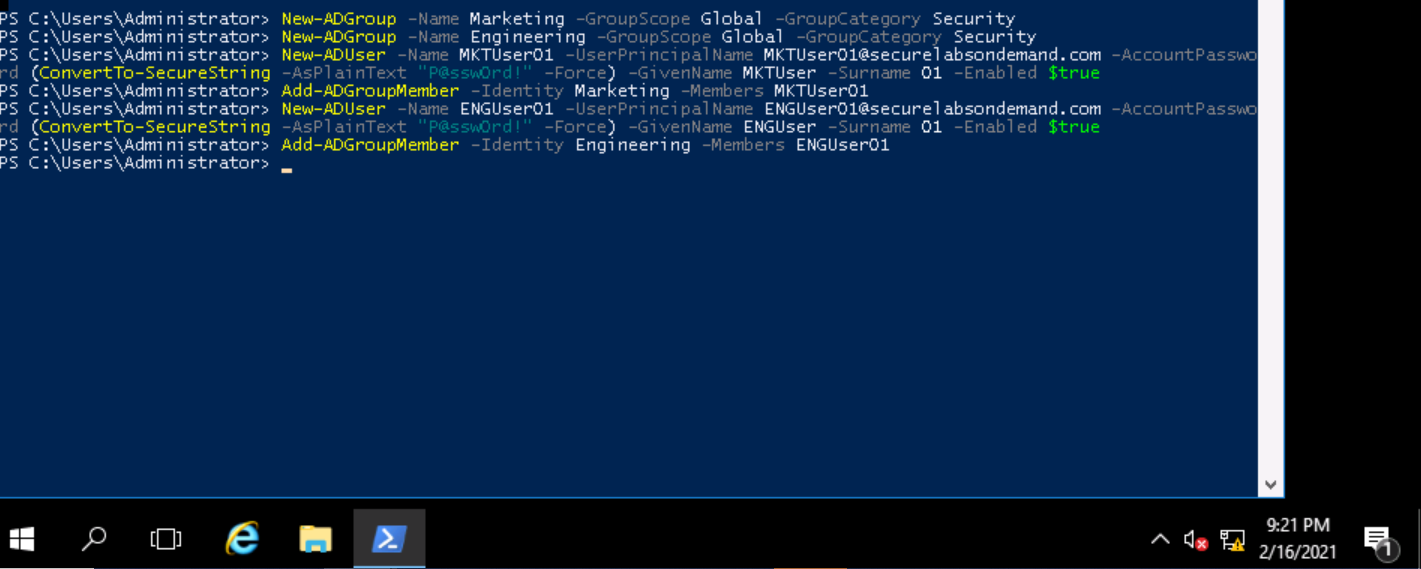 PS C:\Users\Administrator> New-ADGroup -Name Marketing -GroupScope Global -GroupCategory Security
PS C:\Users\Administrator> New-ADGroup -Name Engineering -GroupScope Global -GroupCategory Security
PS C:\Users\Administrator> New-ADUser -Name MKTUser01 -UserPrincipalName MKTUser01@securelabsondemand.com -AccountPasswo
rd (ConvertTo-SecureString -AsPlainText "P@ssw0rd!" -Force) -GivenName MKTUser -Surname 01 -Enabled $true
PS C:\Users\Administrator> Add-ADGroupMember -Identity Marketing -Members MKTUser01
PS C:\Users\Administrator> New-ADUser -Name ENGUser01 -UserPrincipalName ENGUser01@securelabsondemand.com -AccountPasswo
rd (ConvertTo-SecureString -AsPlainText "P@ssw0rd!" -Force) -GivenName ENGUser -Surname 01 -Enabled $true
PS C:\Users\Administrator> Add-ADGroupMember -Identity Engineering -Members ENGUser01
PS C:\Users\Administrator>
9:21 PM
2/16/2021
1